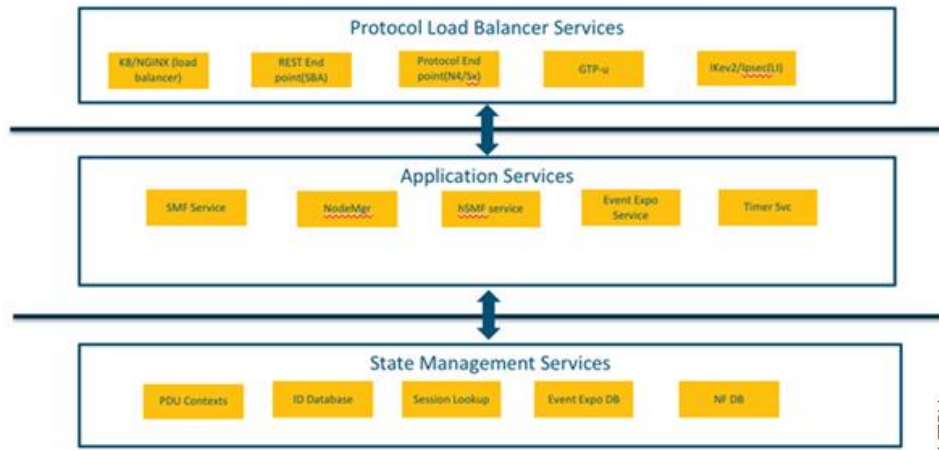 Protocol Load Balancer Services
K8/NGINX (load
balancer)
REST End
point(SBA)
Protocol End
point(N4/Sx)
GTP-u
IKev2/Ipsec(LI)
Application Services
SMF Service
NodeMgr
hSMF service
Event Expo
Service
Timer Svc
State Management Services
PDU Contexts
ID Database
Session Lookup
Event Expo DB
NF DB